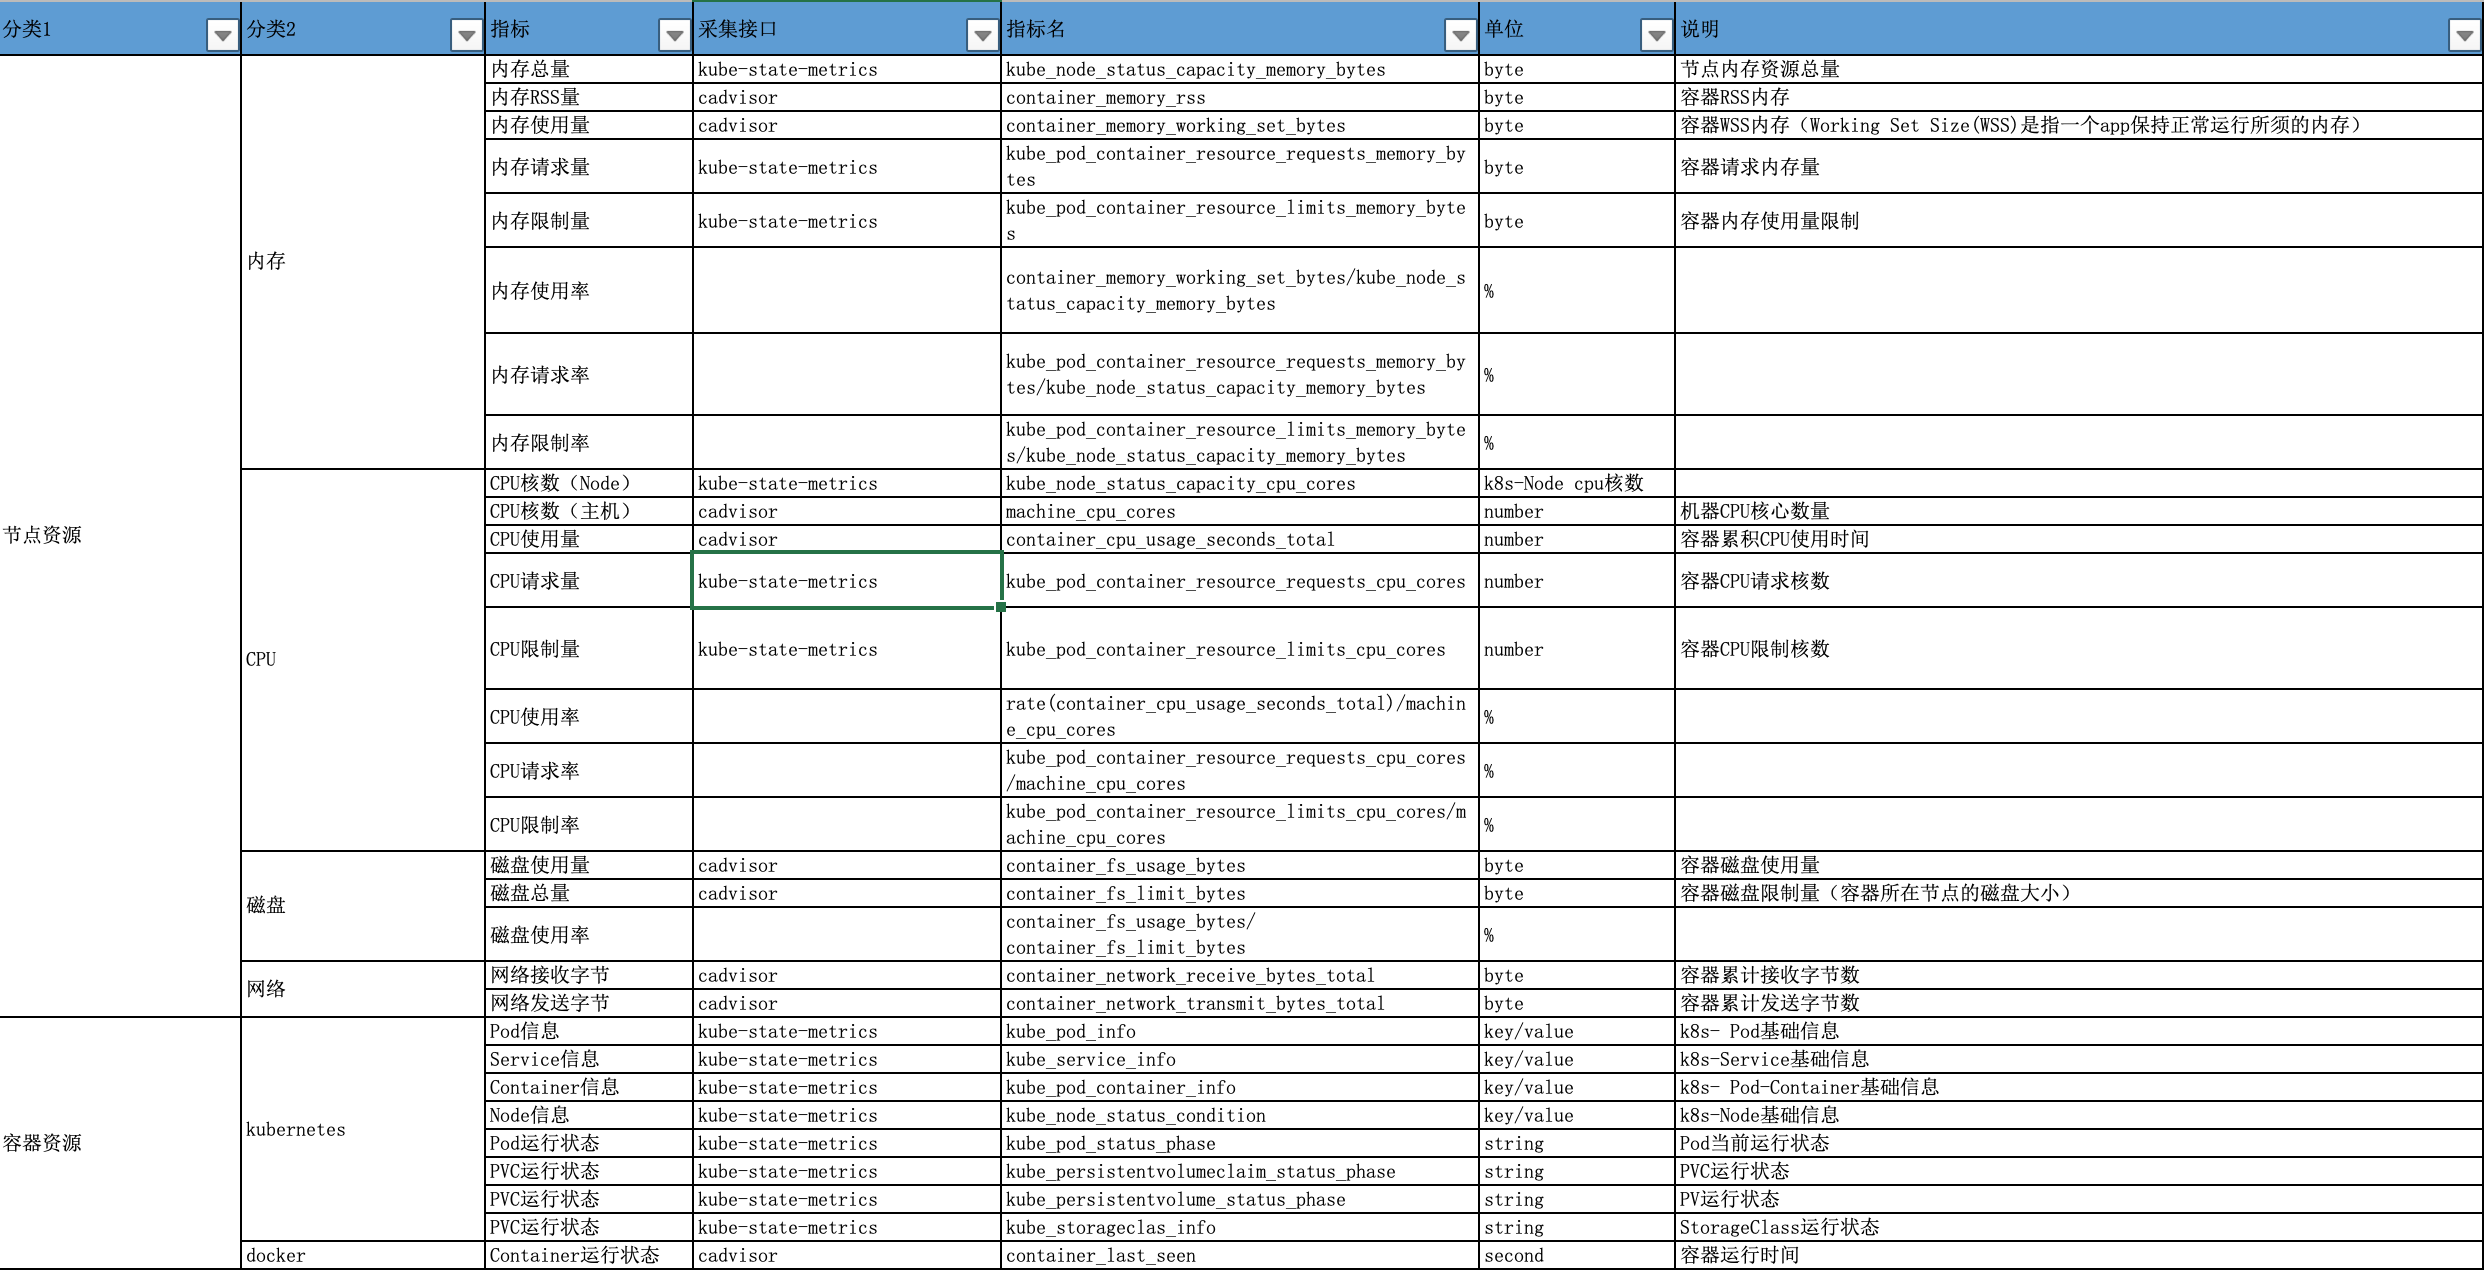 分类1 分类2 指标 采集接口 指标名 单位 说明
节点资源
内存
内存总量 kube-state-metrics kube_node_status_capacity_memory_bytes byte 节点内存资源总量
内存RSS量 cadvisor container_memory_rss byte 容器RSS内存
内存使用量 cadvisor container_memory_working_set_bytes byte 容器WSS内存（Working Set Size(WSS)是指一个app保持正常运行所须的内存）
内存请求量 kube-state-metrics kube_pod_container_resource_requests_memory_by
tes byte 容器请求内存量
内存限制量 kube-state-metrics kube_pod_container_resource_limits_memory_byte
s byte 容器内存使用量限制
内存使用率 container_memory_working_set_bytes/kube_node_s
tatus_capacity_memory_bytes %
内存请求率 kube_pod_container_resource_requests_memory_by
tes/kube_node_status_capacity_memory_bytes %
内存限制率 kube_pod_container_resource_limits_memory_byte
s/kube_node_status_capacity_memory_bytes %
CPU
CPU核数（Node） kube-state-metrics kube_node_status_capacity_cpu_cores k8s-Node cpu核数
CPU核数（主机） cadvisor machine_cpu_cores number 机器CPU核心数量
CPU使用量 cadvisor container_cpu_usage_seconds_total number 容器累积CPU使用时间
CPU请求量 kube-state-metrics kube_pod_container_resource_requests_cpu_cores number 容器CPU请求核数
CPU限制量 kube-state-metrics kube_pod_container_resource_limits_cpu_cores number 容器CPU限制核数
CPU使用率 rate(container_cpu_usage_seconds_total)/machin
e_cpu_cores %
CPU请求率 kube_pod_container_resource_requests_cpu_cores
/machine_cpu_cores %
CPU限制率 kube_pod_container_resource_limits_cpu_cores/m
achine_cpu_cores %
磁盘
磁盘使用量 cadvisor container_fs_usage_bytes byte 容器磁盘使用量
磁盘总量 cadvisor container_fs_limit_bytes byte 容器磁盘限制量（容器所在节点的磁盘大小）
磁盘使用率 container_fs_usage_bytes/
container_fs_limit_bytes %
网络
网络接收字节 cadvisor container_network_receive_bytes_total byte 容器累计接收字节数
网络发送字节 cadvisor container_network_transmit_bytes_total byte 容器累计发送字节数
容器资源
kubernetes
Pod信息 kube-state-metrics kube_pod_info key/value k8s- Pod基础信息
Service信息 kube-state-metrics kube_service_info key/value k8s-Service基础信息
Container信息 kube-state-metrics kube_pod_container_info key/value k8s- Pod-Container基础信息
Node信息 kube-state-metrics kube_node_status_condition key/value k8s-Node基础信息
Pod运行状态 kube-state-metrics kube_pod_status_phase string Pod当前运行状态
PVC运行状态 kube-state-metrics kube_persistentvolumeclaim_status_phase string PVC运行状态
PVC运行状态 kube-state-metrics kube_persistentvolume_status_phase string PV运行状态
PVC运行状态 kube-state-metrics kube_storageclas_info string StorageClass运行状态
docker
Container运行状态 cadvisor container_last_seen second 容器运行时间